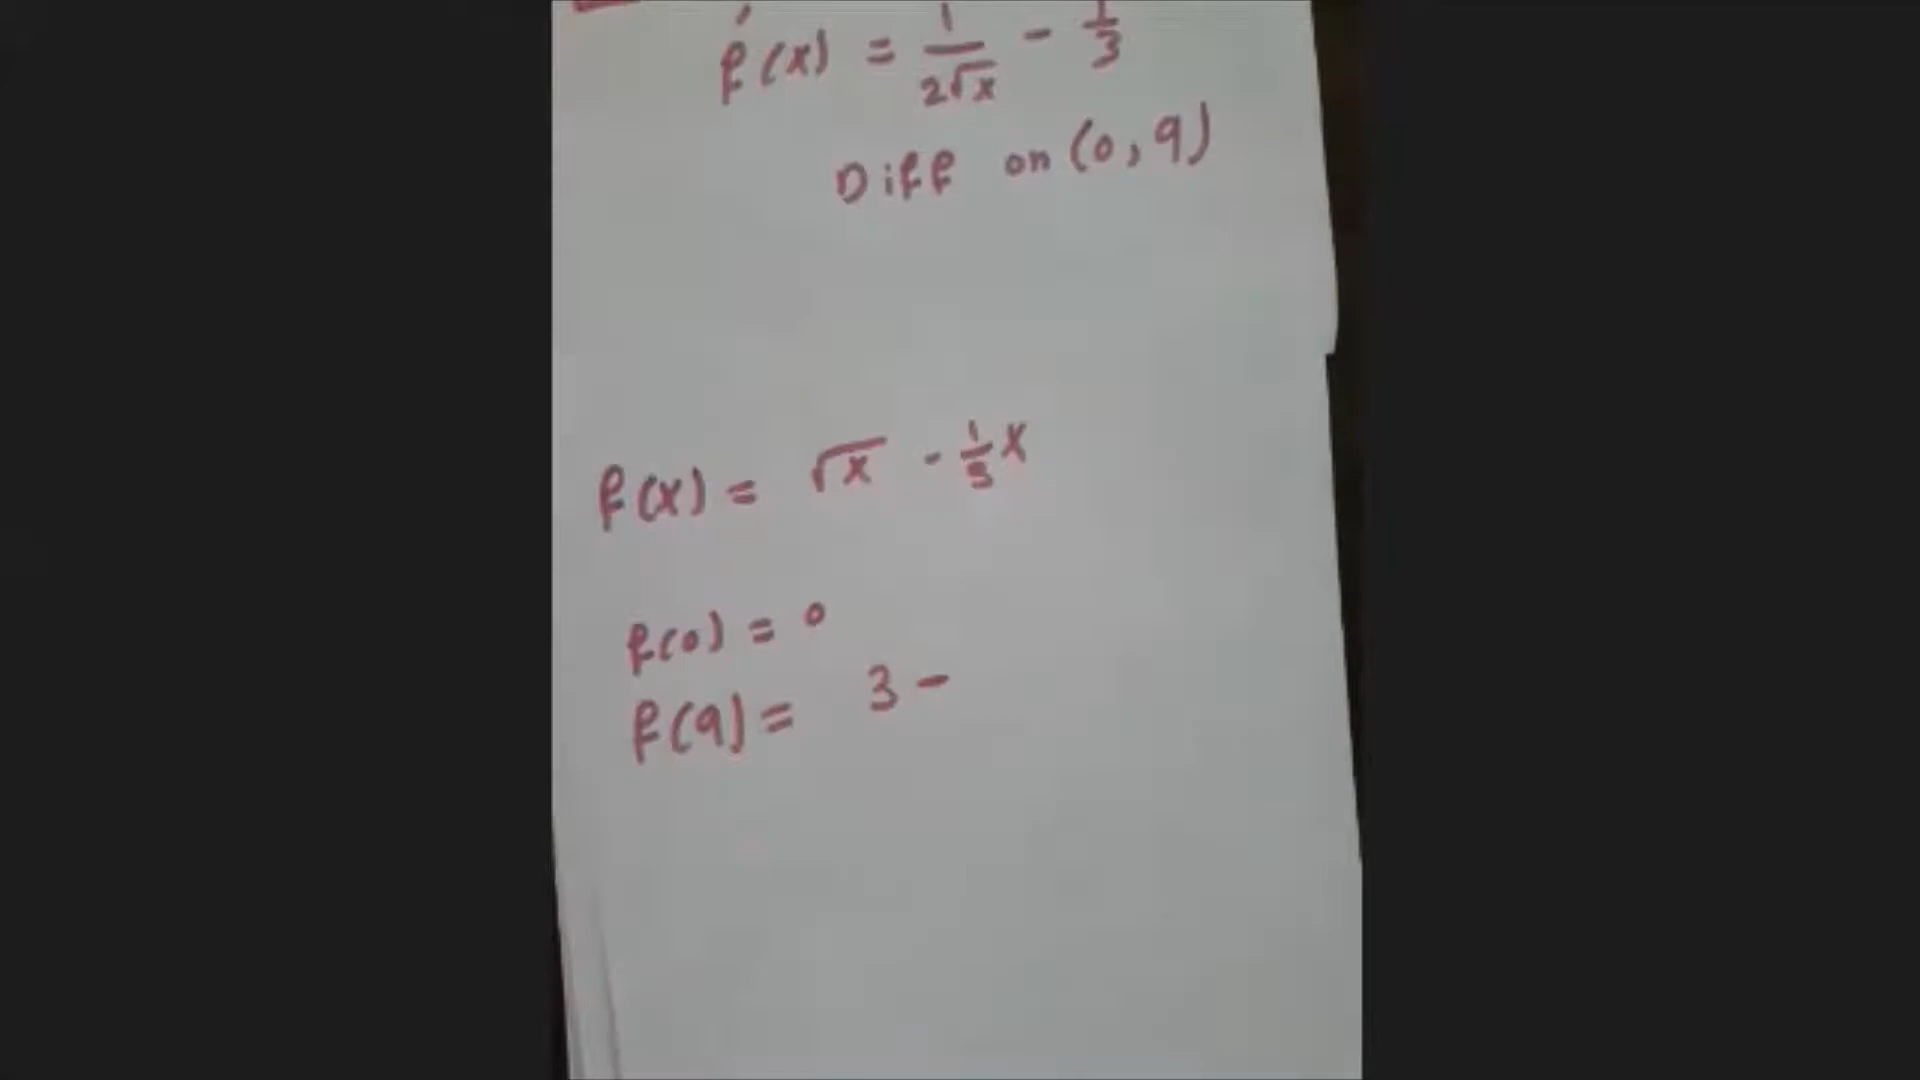 f'(x) = 1/(2√x) - 1/3
Diff on (0, 9)
f(x) = √x - 1/3 x
f(0) = 0
f(9) = 3 -